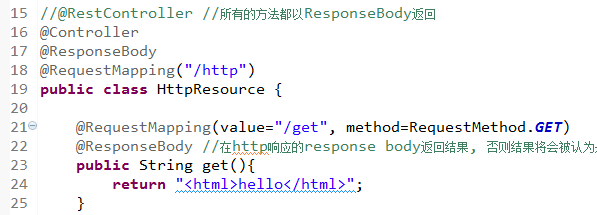 15 //@RestController //所有的方法都以ResponseBody返回
16 @Controller
17 @ResponseBody
18 @RequestMapping("/http")
19 public class HttpResource {
20
21 @RequestMapping(value="/get", method=RequestMethod.GET)
22 @ResponseBody //在http响应的response body返回结果, 否则结果将会被认为
23 public String get(){
24 return "<html>hello</html>";
25 }